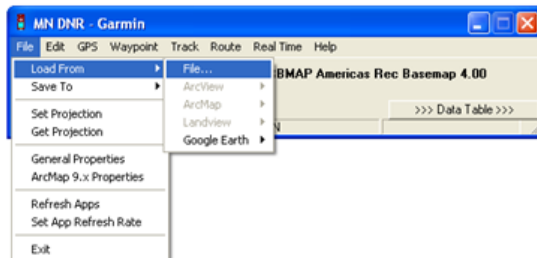 MN DNR - Garmin
File Edit GPS Waypoint Track Route Real Time Help
Load From
Save To
Set Projection
Get Projection
General Properties
ArcMap 9.x Properties
Refresh Apps
Set App Refresh Rate
Exit
File...
ArcView
ArcMap
Landview
Google Earth
BMAP Americas Rec Basemap 4.00
>>> Data Table >>>
N